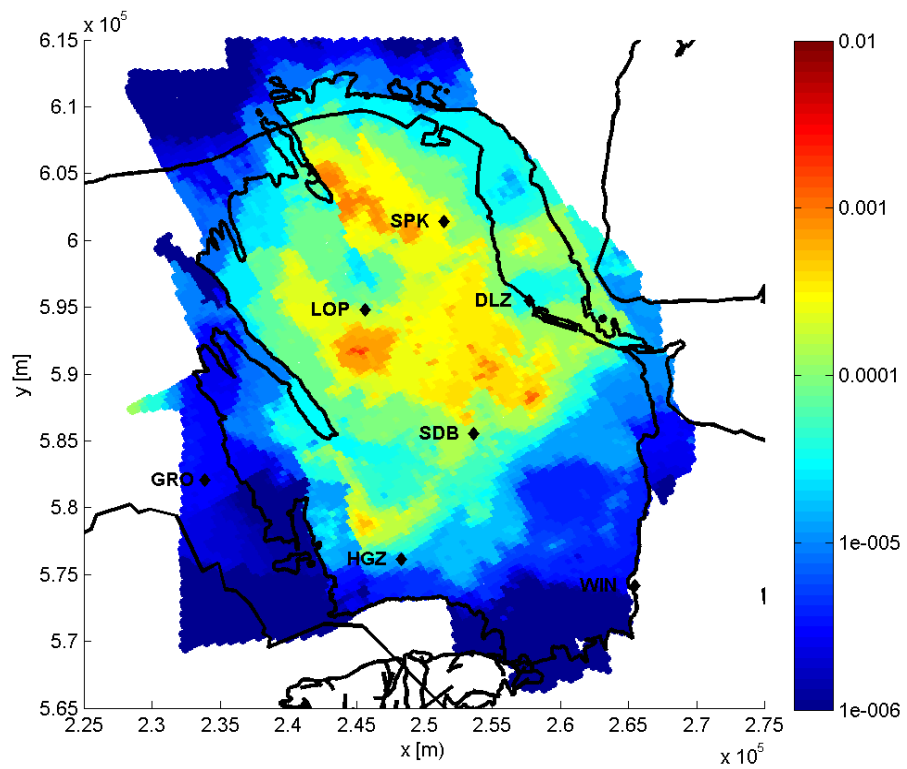 x 10^5
6.15
6.1
6.05
6
5.95
5.9
5.85
5.8
5.75
5.7
5.65
y [m]
2.25 2.3 2.35 2.4 2.45 2.5 2.55 2.6 2.65 2.7 2.75
x [m)
x 10^5
SPK
LOP
DLZ
SDB
GRO
HGZ
WIN
0.01
0.001
0.0001
1e-005
1e-006